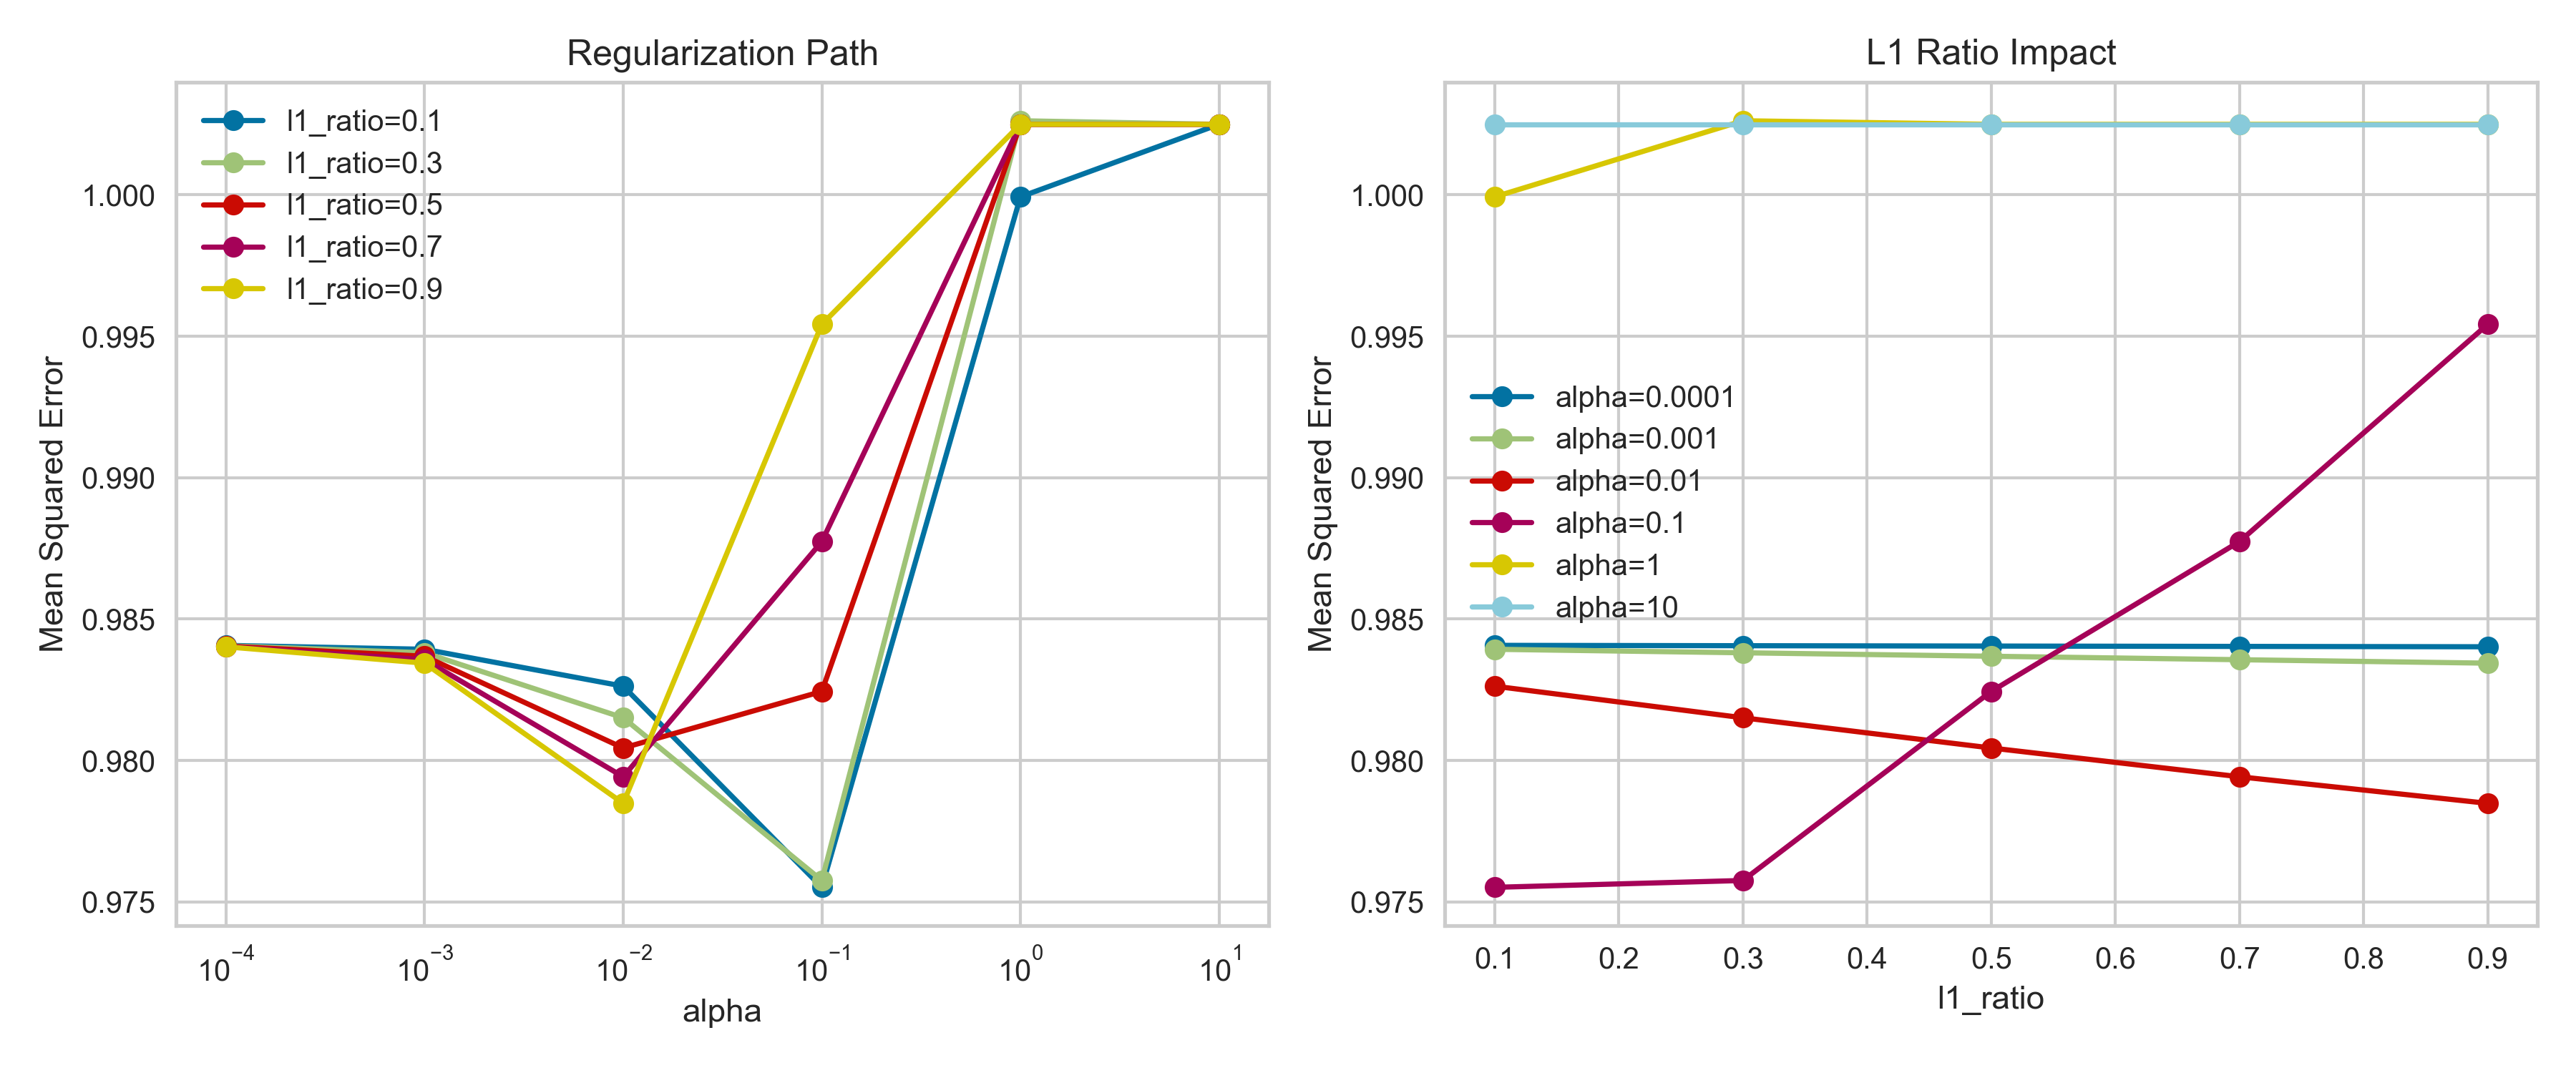 Regularization Path
l1_ratio=0.1
l1_ratio=0.3
l1_ratio=0.5
l1_ratio=0.7
l1_ratio=0.9
1.000
0.995
0.990
0.985
0.980
0.975
Mean Squared Error
10⁻⁴ 10⁻³ 10⁻² 10⁻¹ 10⁰ 10¹
alpha
L1 Ratio Impact
alpha=0.0001
alpha=0.001
alpha=0.01
alpha=0.1
alpha=1
alpha=10
1.000
0.995
0.990
0.985
0.980
0.975
Mean Squared Error
0.1 0.2 0.3 0.4 0.5 0.6 0.7 0.8 0.9
l1_ratio